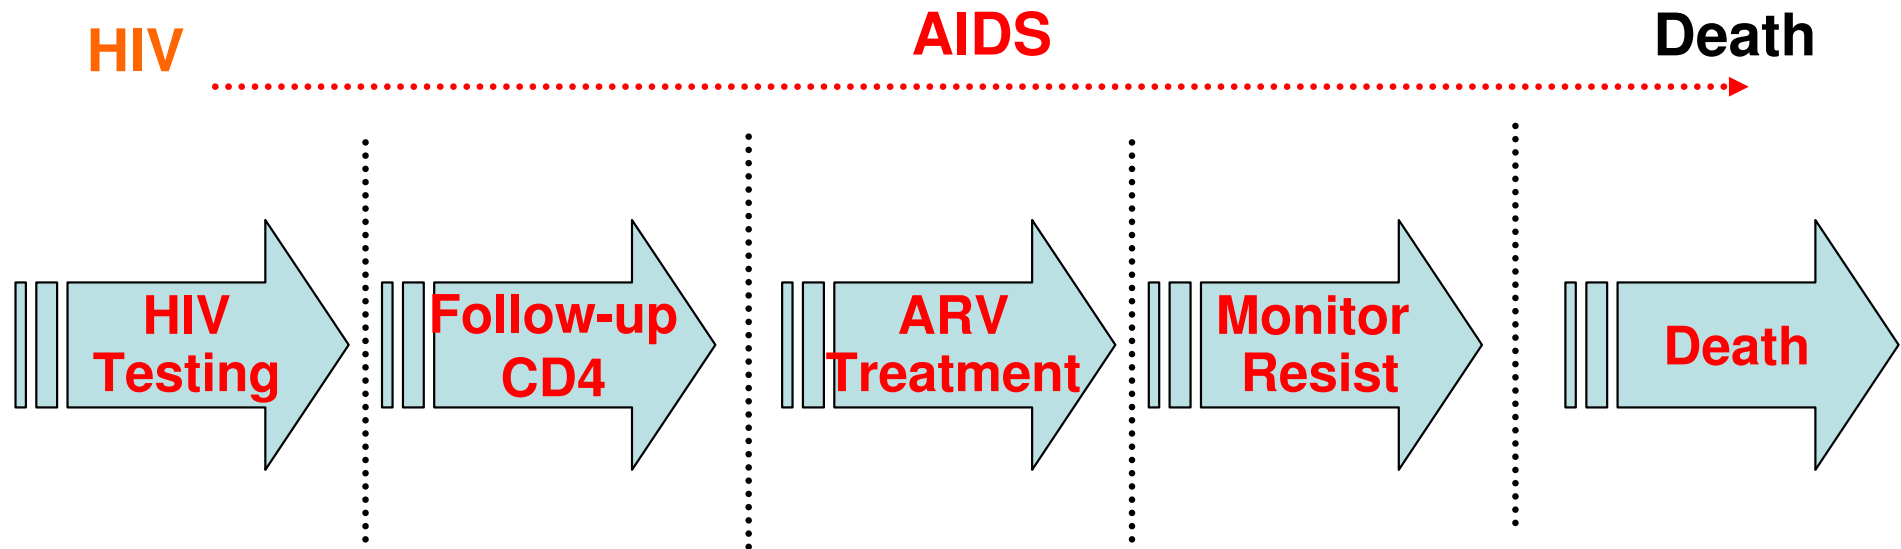 HIV
AIDS
Death
HIV
Testing
Follow-up
CD4
ARV
Treatment
Monitor
Resist
Death